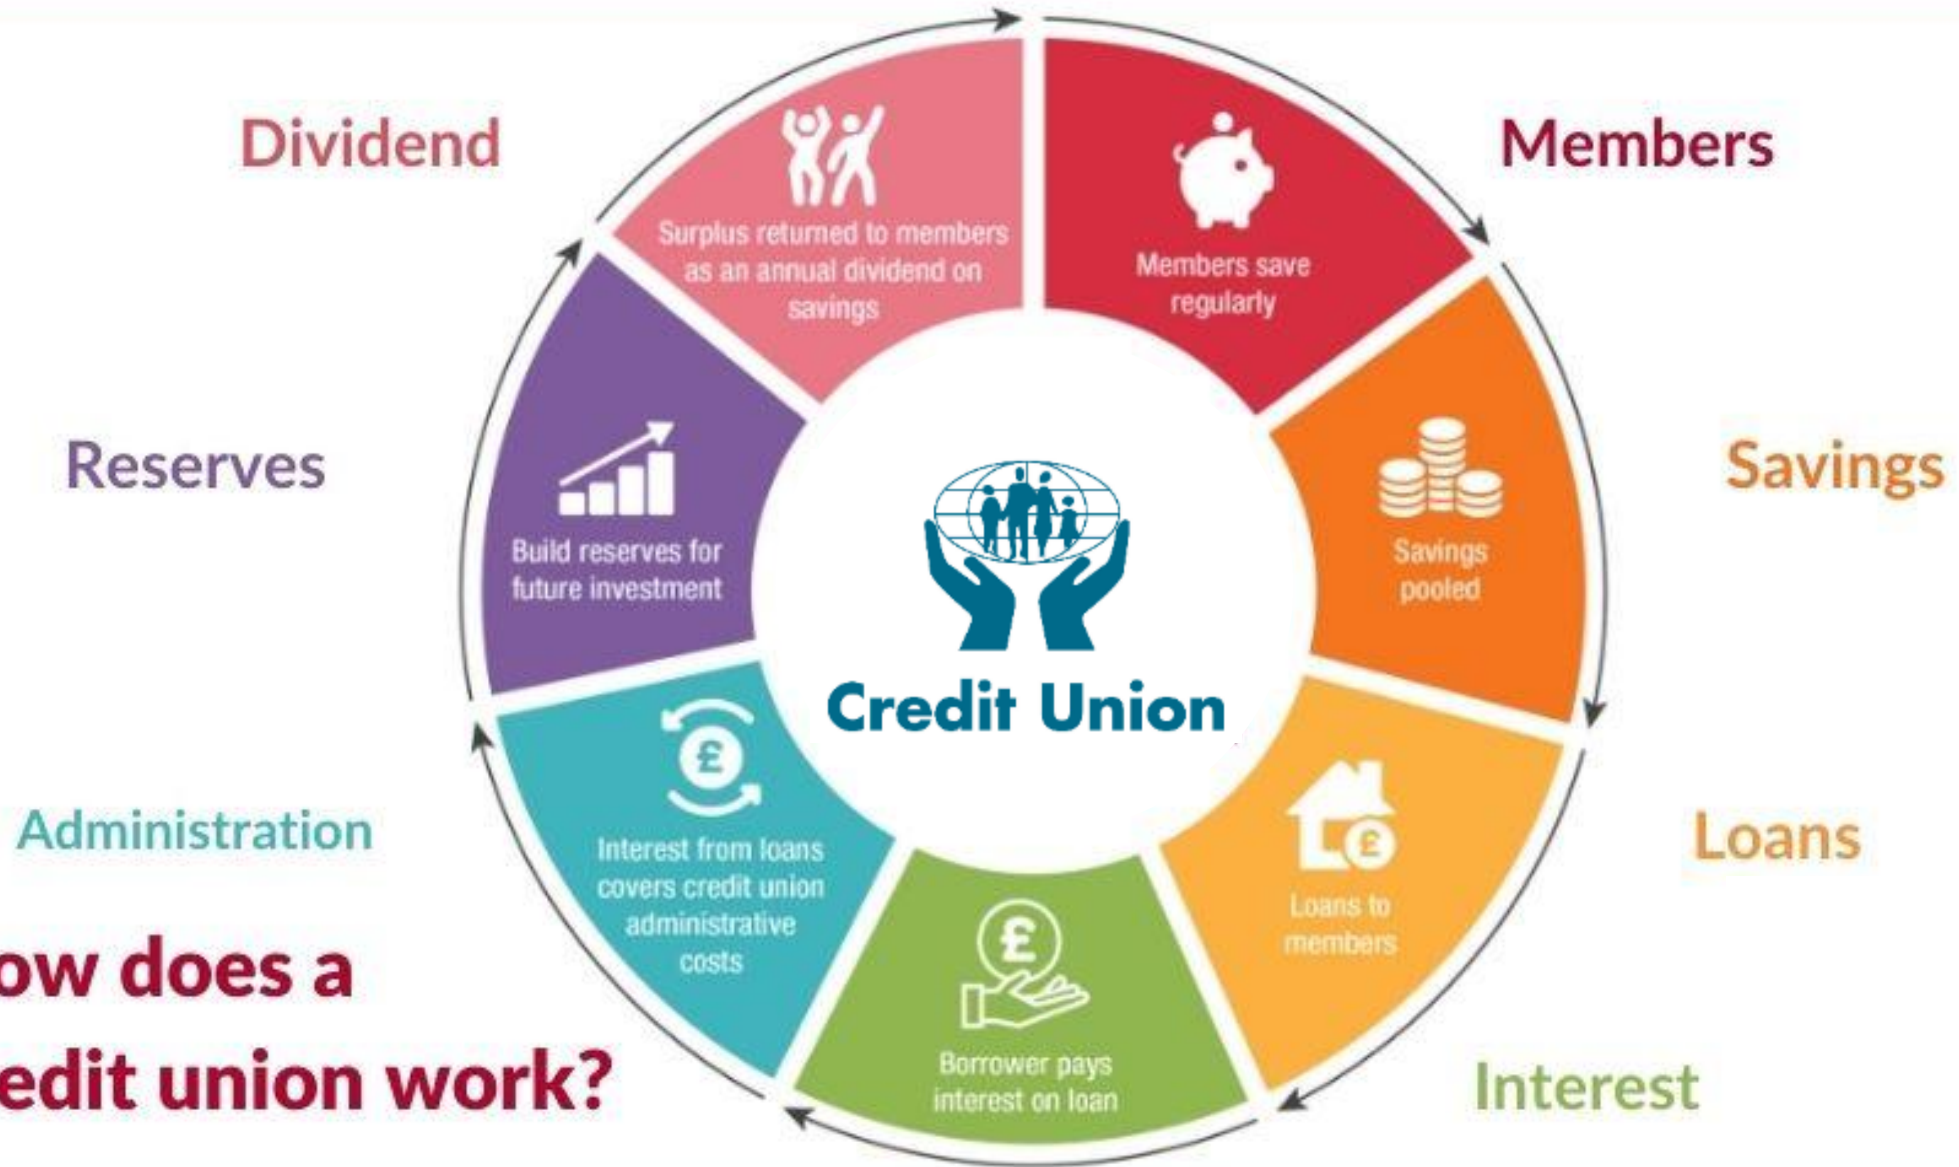 Dividend
Surplus returned to members
as an annual dividend on
savings
Members
Members save
regularly
Savings
Savings
pooled
Loans
£
Loans to
members
Interest
£
Borrower pays
interest on loan
Administration
£
Interest from loans
covers credit union
administrative
costs
Reserves
Build reserves for
future investment
Credit Union
ow does a
edit union work?